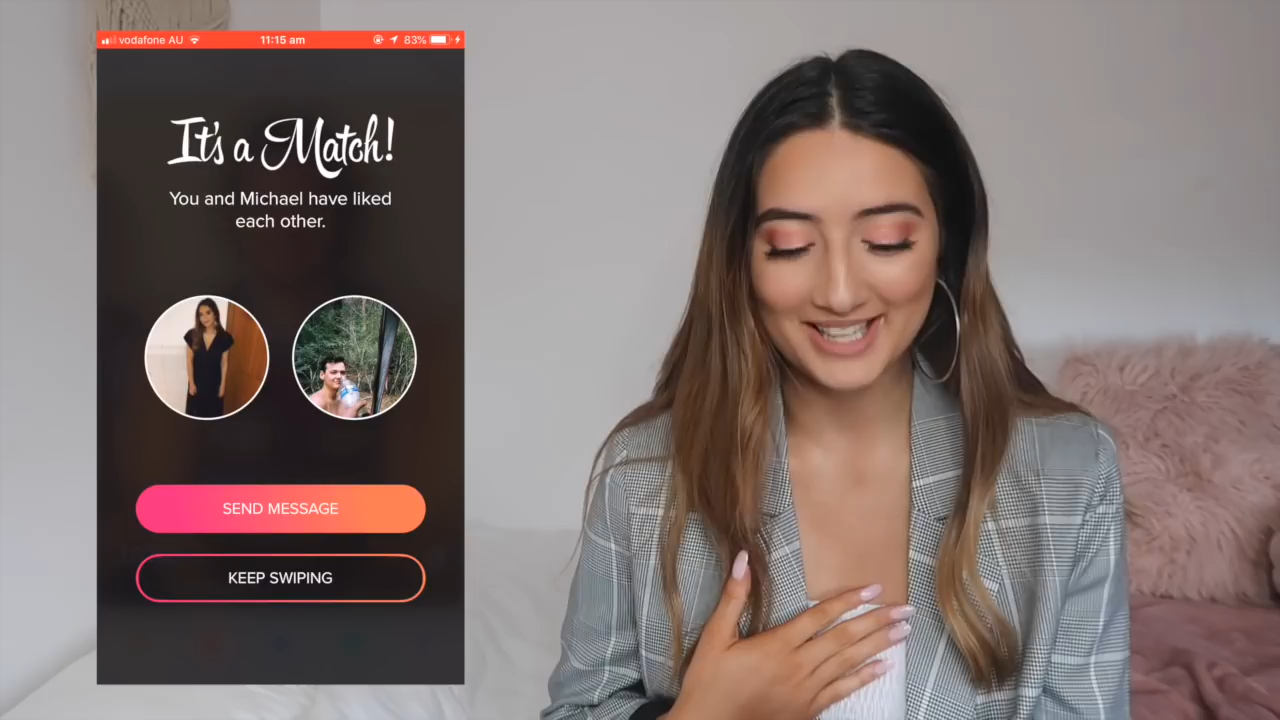 vodafone AU 11:15 am 83%
It's a Match!
You and Michael have liked
each other.
SEND MESSAGE
KEEP SWIPING